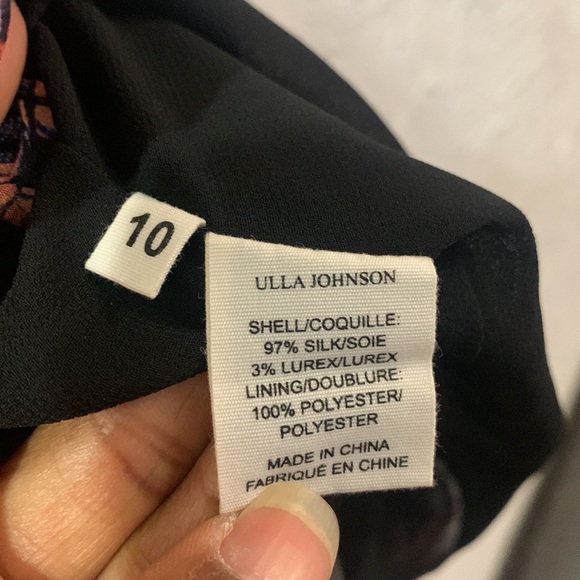 10
ULLA JOHNSON
SHELL/COQUILLE:
97% SILK/SOIE
3% LUREX/LUREX
LINING/DOUBLURE:
100% POLYESTER/
POLYESTER
MADE IN CHINA
FABRIQUÉ EN CHINE